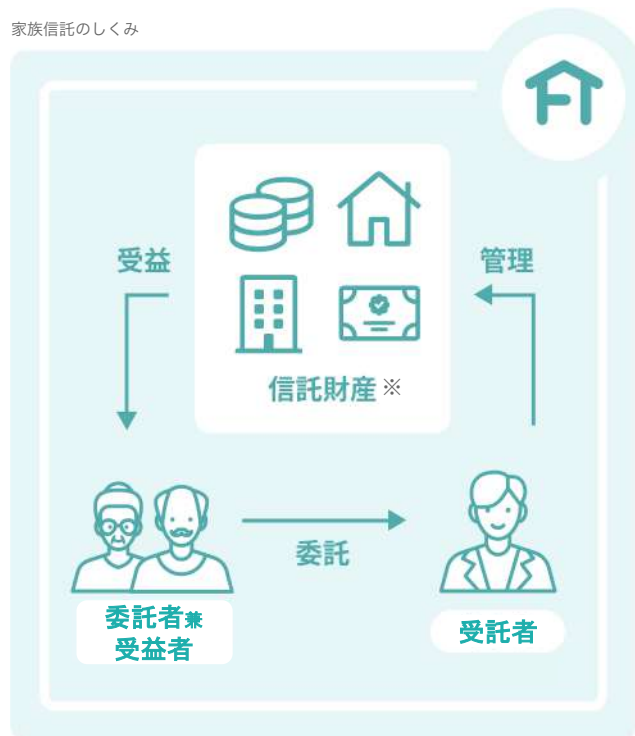 家族信託のしくみ
受益
管理
信託財産※
委託
委託者兼
受益者
受託者